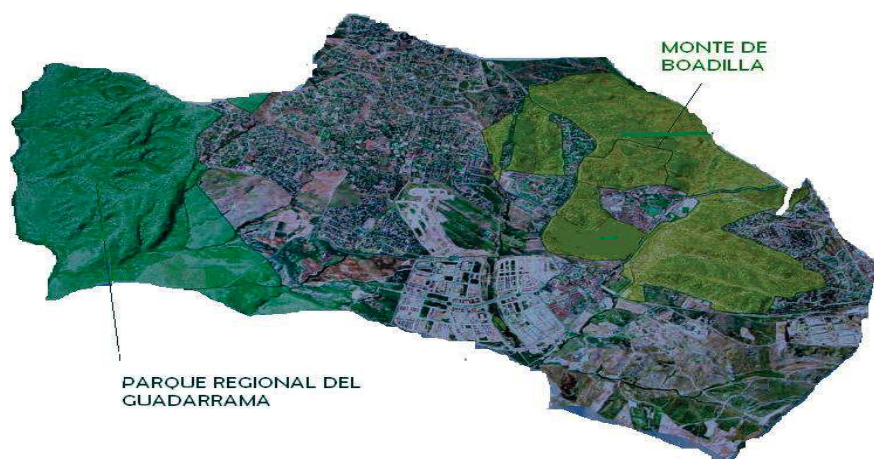 MONTE DE
BOADILLA
PARQUE REGIONAL DEL
GUADARRAMA